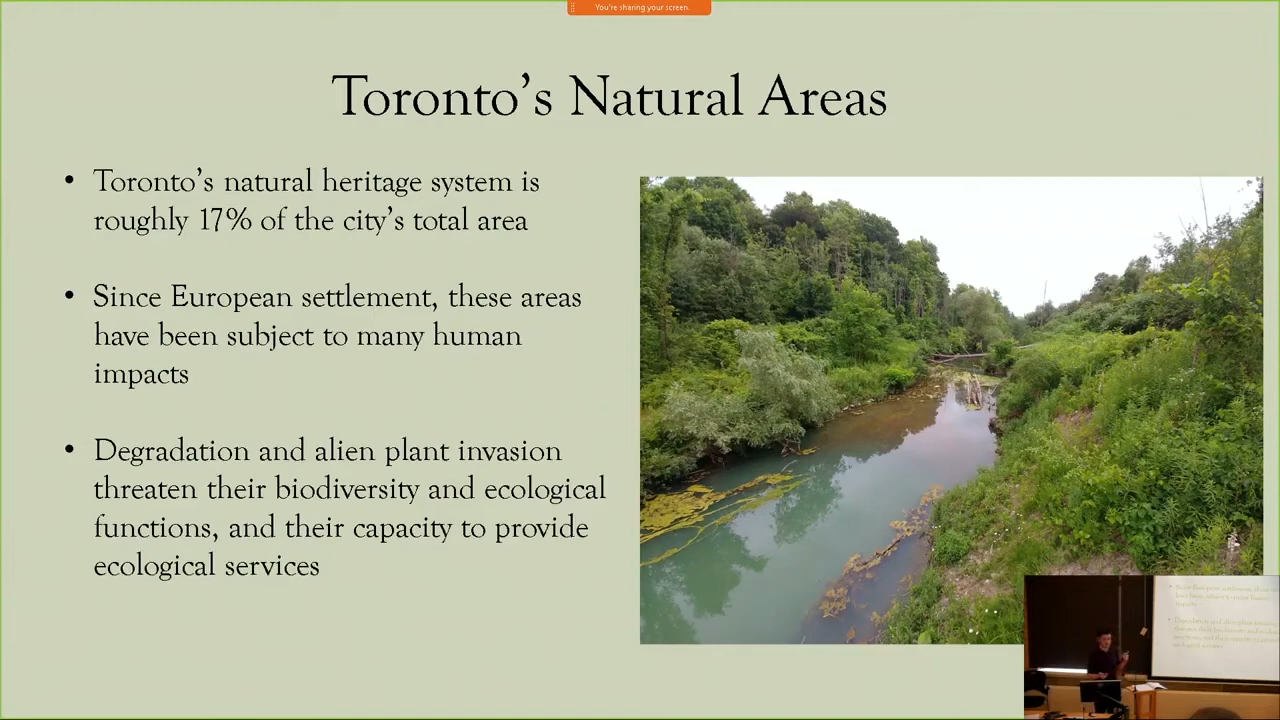 You're sharing your screen.
Toronto's Natural Areas
• Toronto's natural heritage system is
roughly 17% of the city's total area
• Since European settlement, these areas
have been subject to many human
impacts
• Degradation and alien plant invasion
threaten their biodiversity and ecological
functions, and their capacity to provide
ecological services